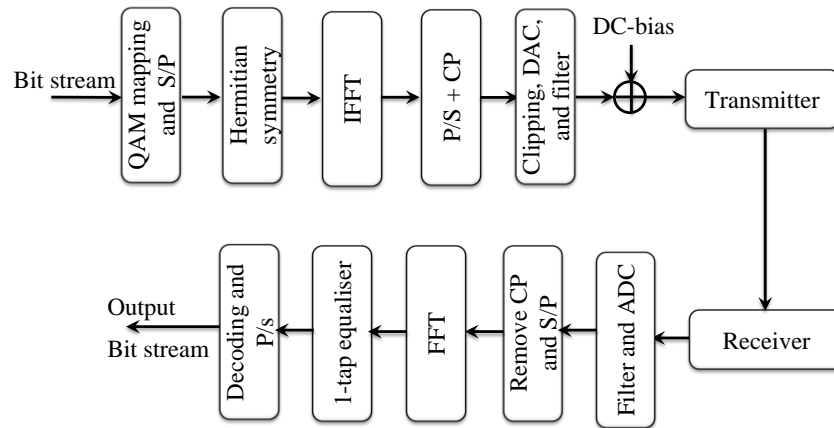 Bit stream
QAM mapping
and S/P
Hermitian
symmetry
IFFT
P/S + CP
Clipping, DAC,
and filter
DC-bias
Transmitter
Receiver
Filter and ADC
Remove CP
and S/P
FFT
1-tap equaliser
Decoding and
P/s
Output
Bit stream